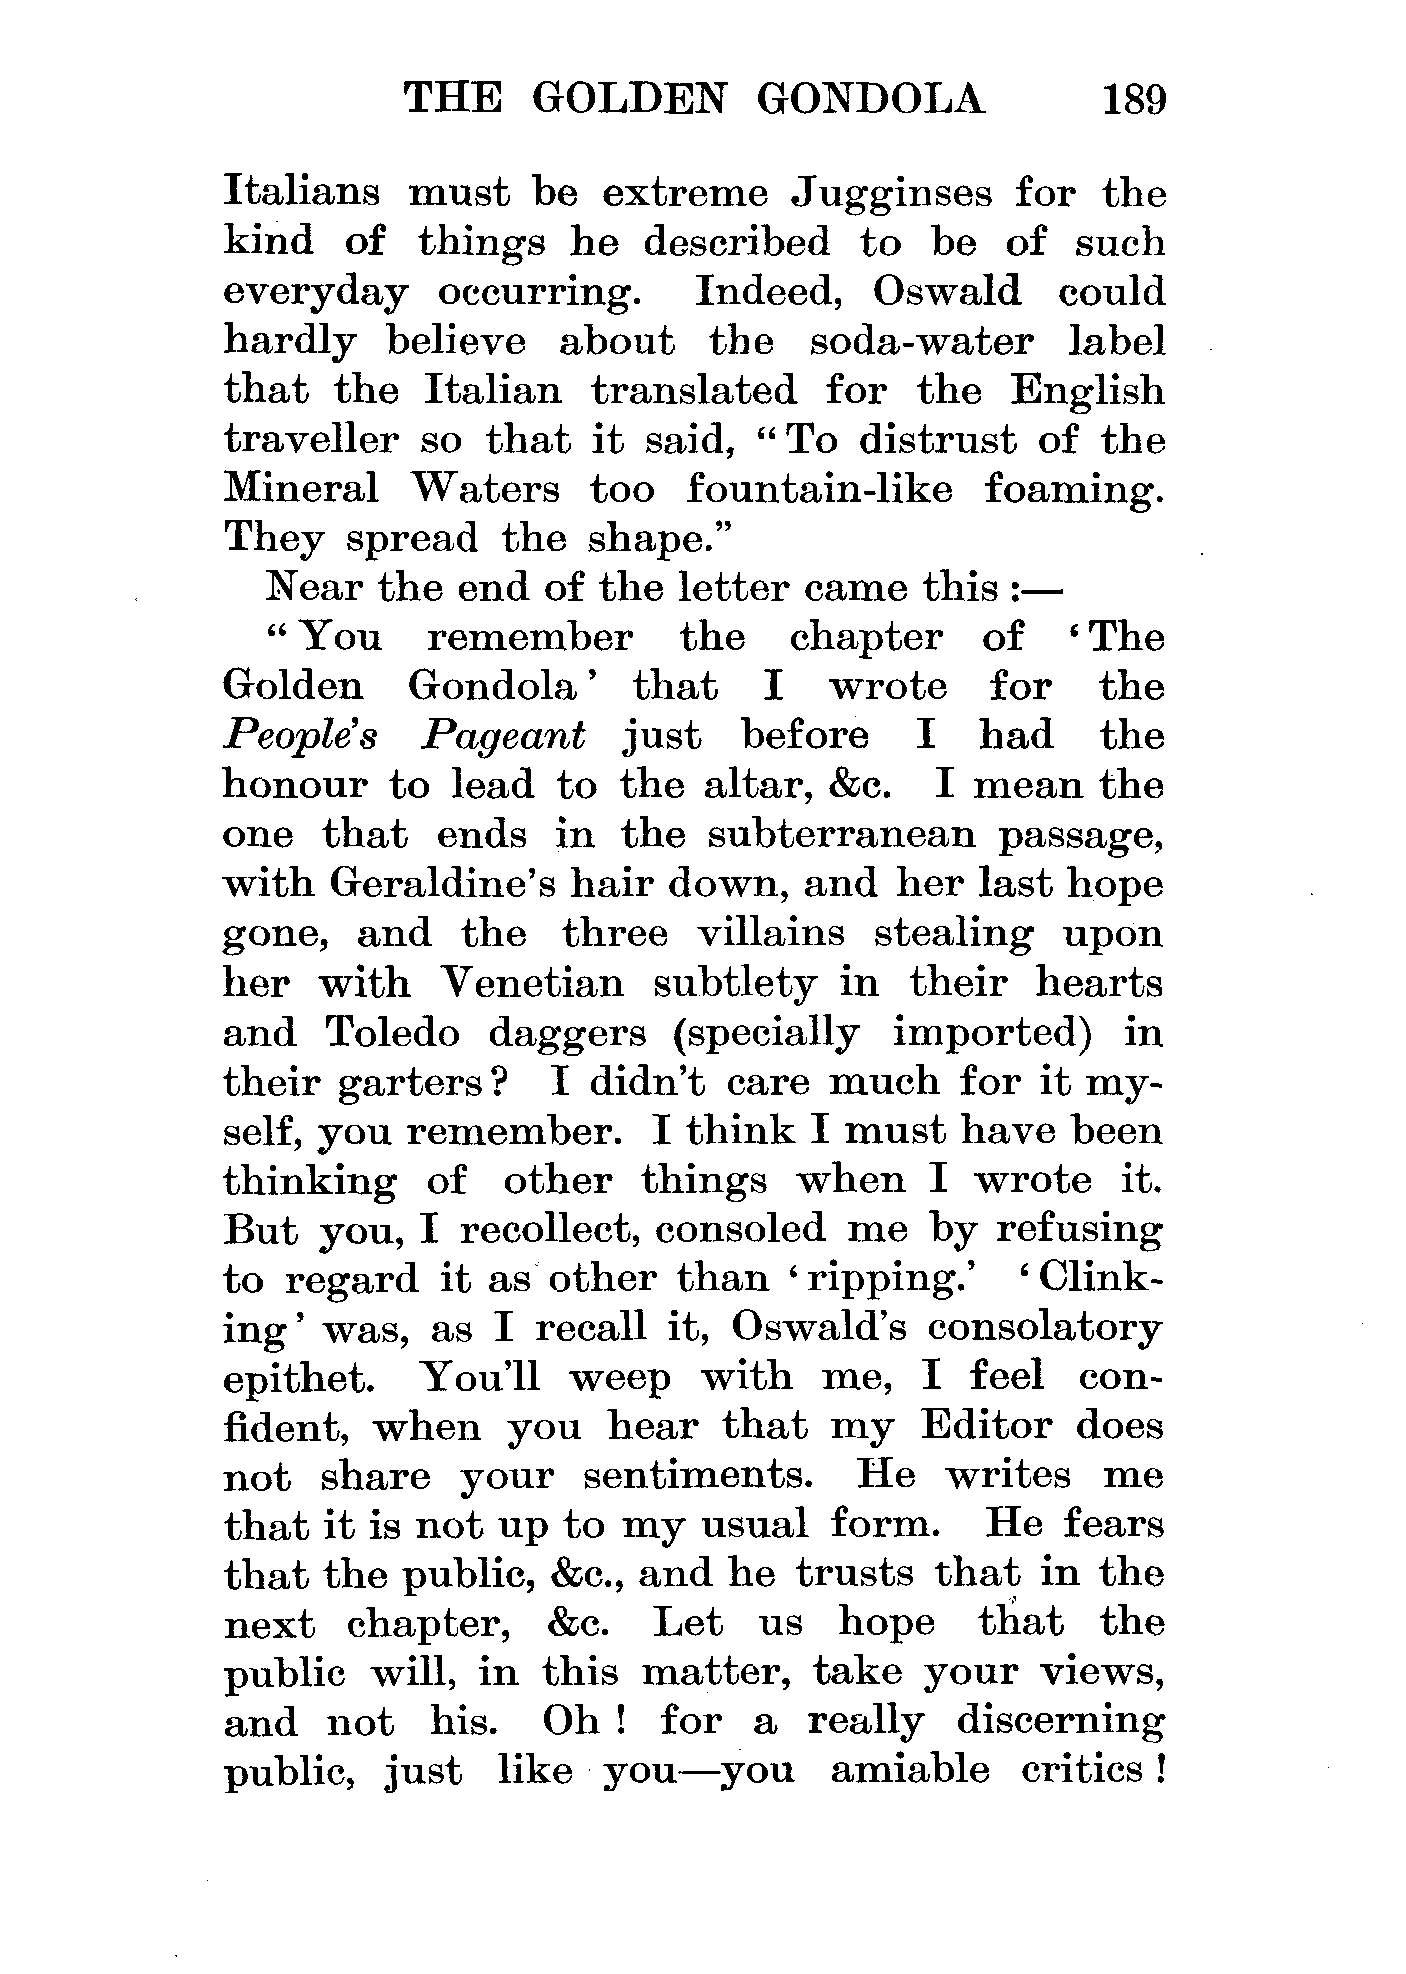 THE GOLDEN GONDOLA 189
Italians must be extreme Jugginses for the
kind of things he described to be of such
everyday occurring. Indeed, Oswald could
hardly believe about the soda-water label
that the Italian translated for the English
traveller so that it said, “To distrust of the
Mineral Waters too fountain-like foaming.
They spread the shape.”
Near the end of the letter came this :—
“You remember the chapter of ‘The
Golden Gondola’ that I wrote for the
People's Pageant just before I had the
honour to lead to the altar, &c. I mean the
one that ends in the subterranean passage,
with Geraldine's hair down, and her last hope
gone, and the three villains stealing upon
her with Venetian subtlety in their hearts
and Toledo daggers (specially imported) in
their garters? I didn't care much for it my-
self, you remember. I think I must have been
thinking of other things when I wrote it.
But you, I recollect, consoled me by refusing
to regard it as other than ‘ripping.’ ‘Clink-
ing’ was, as I recall it, Oswald's consolatory
epithet. You'll weep with me, I feel con-
fident, when you hear that my Editor does
not share your sentiments. He writes me
that it is not up to my usual form. He fears
that the public, &c., and he trusts that in the
next chapter, &c. Let us hope that the
public will, in this matter, take your views,
and not his. Oh ! for a really discerning
public, just like you—you amiable critics !